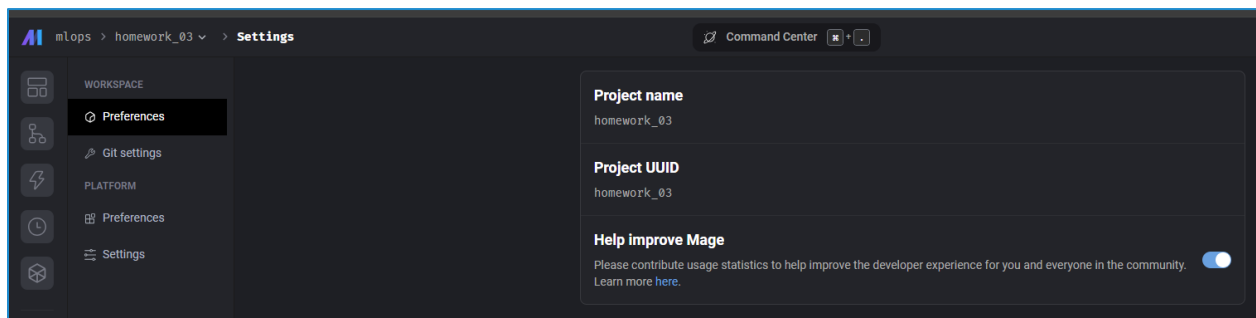 mlops > homework_03 > Settings
Command Center ⌘ + .
WORKSPACE
Preferences
Git settings
PLATFORM
Preferences
Settings
Project name
homework_03
Project UUID
homework_03
Help improve Mage
Please contribute usage statistics to help improve the developer experience for you and everyone in the community.
Learn more here.